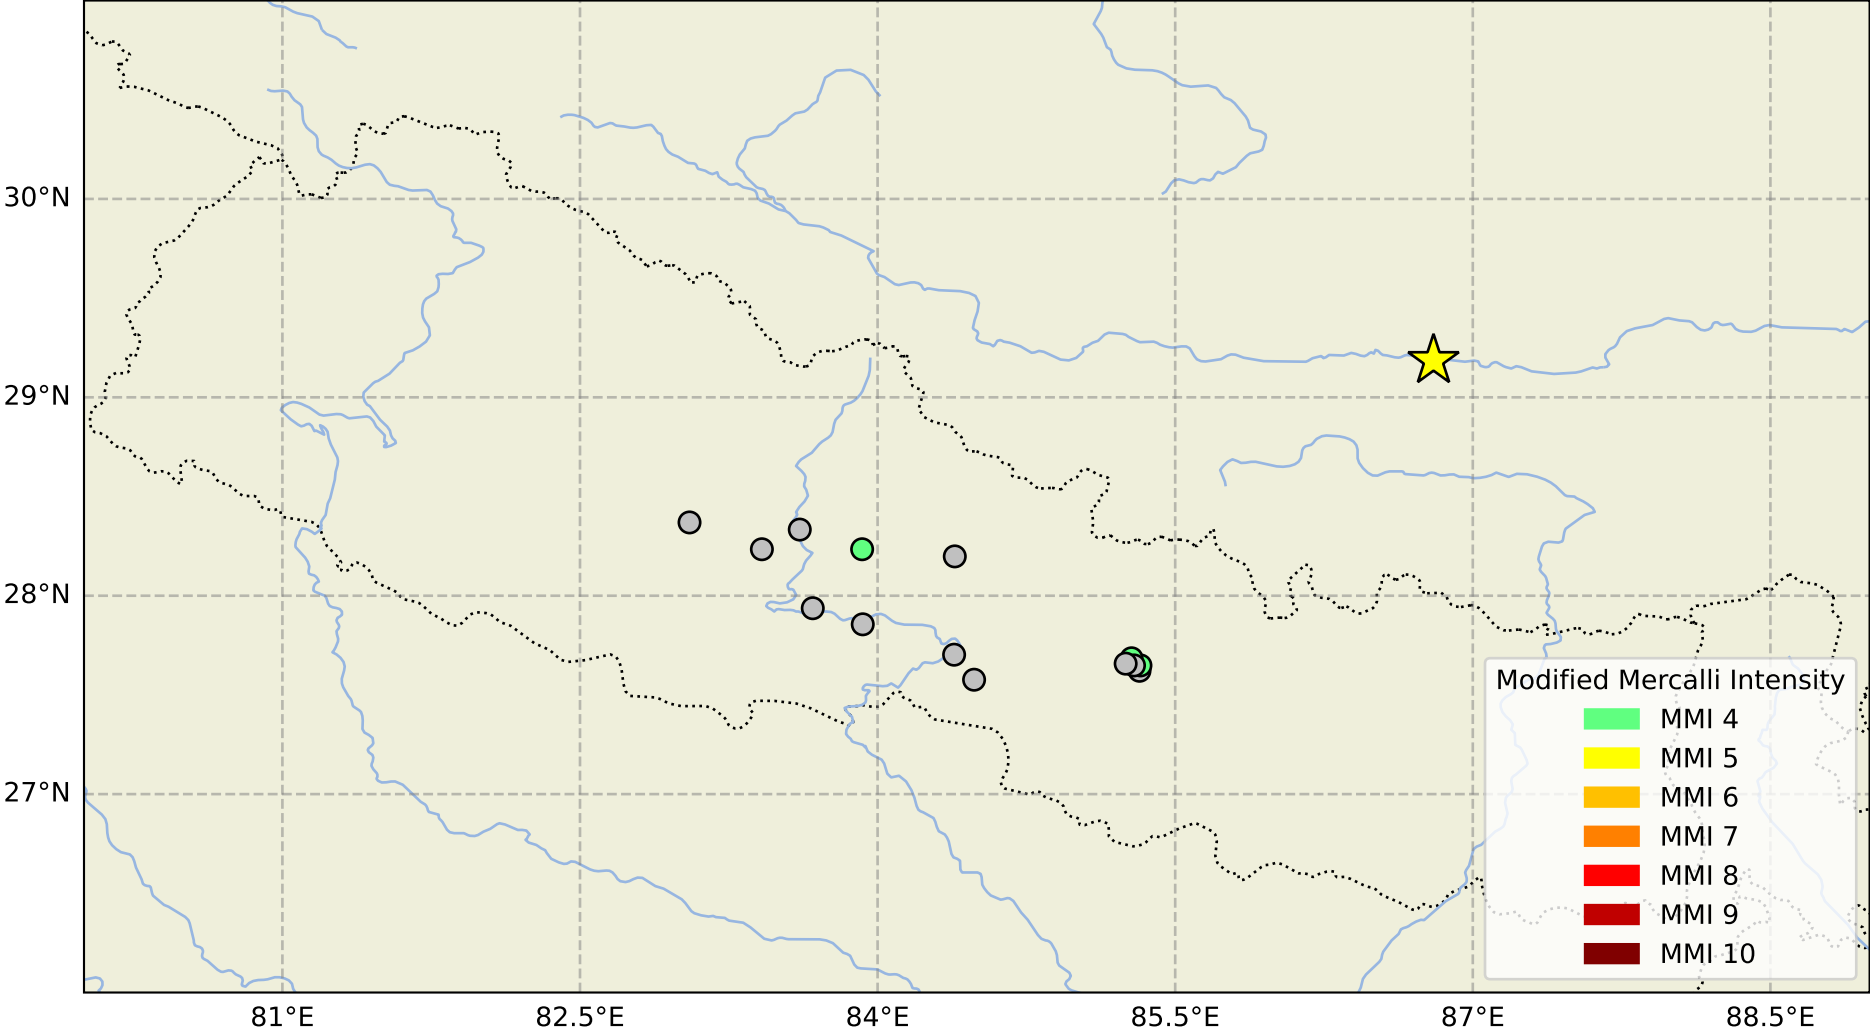 30°N
29°N
28°N
27°N
Modified Mercalli Intensity
MMI 4
MMI 5
MMI 6
MMI 7
MMI 8
MMI 9
MMI 10
81°E 82.5°E 84°E 85.5°E 87°E 88.5°E